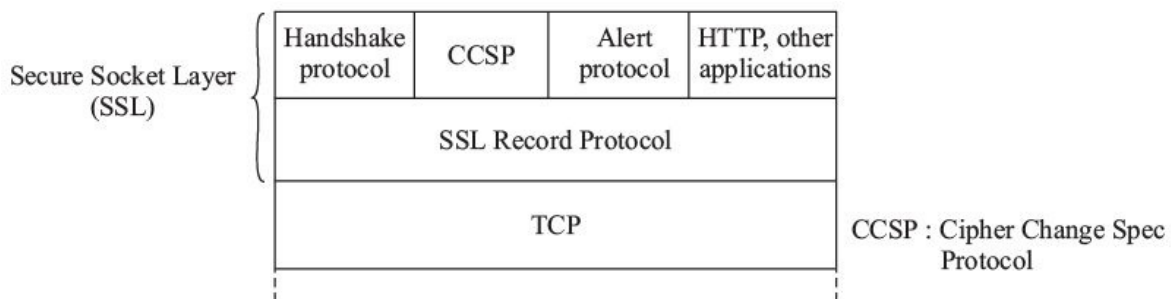 Secure Socket Layer
(SSL)
Handshake
protocol
CCSP
Alert
protocol
HTTP, other
applications
SSL Record Protocol
TCP
CCSP : Cipher Change Spec
Protocol